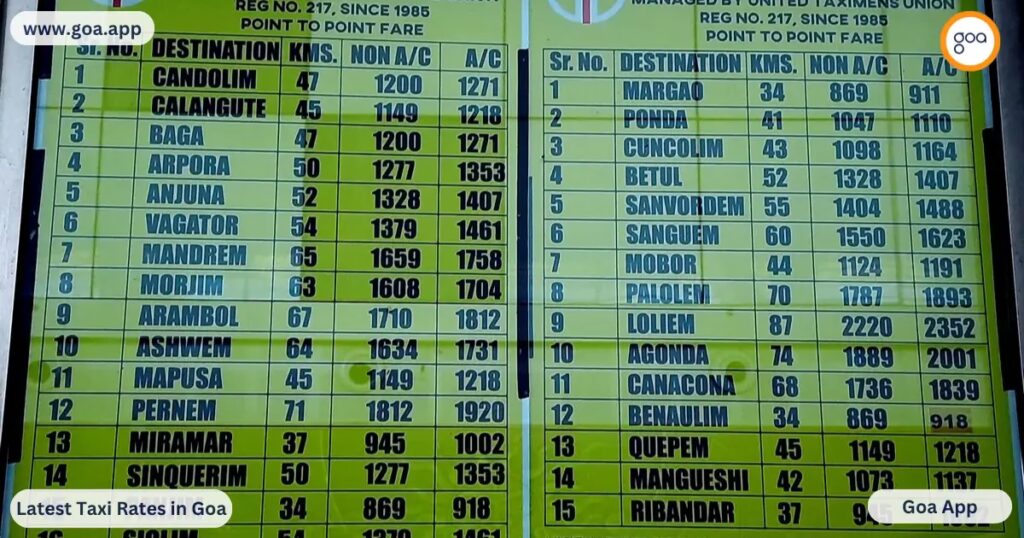 www.goa.app
REG NO. 217, SINCE 1985
POINT TO POINT FARE
Sr. No. DESTINATION KMS. NON A/C A/C
1 CANDOLIM 47 1200 1271
2 CALANGUTE 45 1149 1218
3 BAGA 47 1200 1271
4 ARPORA 50 1277 1353
5 ANJUNA 52 1328 1407
6 VAGATOR 54 1379 1461
7 MANDREM 65 1659 1758
8 MORJIM 63 1608 1704
9 ARAMBOL 67 1710 1812
10 ASHWEM 64 1634 1731
11 MAPUSA 45 1149 1218
12 PERNEM 71 1812 1920
13 MIRAMAR 37 945 1002
14 SINQUERIM 50 1277 1353
34 869 918
Latest Taxi Rates in Goa
MANAGED BY UNITED TAXIMENS UNION
REG NO. 217, SINCE 1985
POINT TO POINT FARE
goa
Sr. No. DESTINATION KMS. NON A/C A/C
1 MARGAO 34 869 911
2 PONDA 41 1047 1110
3 CUNCOLIM 43 1098 1164
4 BETUL 52 1328 1407
5 SANVORDEM 55 1404 1488
6 SANGUEM 60 1550 1623
7 MOBOR 44 1124 1191
8 PALOLEM 70 1787 1893
9 LOLIEM 87 2220 2352
10 AGONDA 74 1889 2001
11 CANACONA 68 1736 1839
12 BENAULIM 34 869 918
13 QUEPEM 45 1149 1218
14 MANGUESHI 42 1073 1137
15 RIBANDAR 37
Goa App